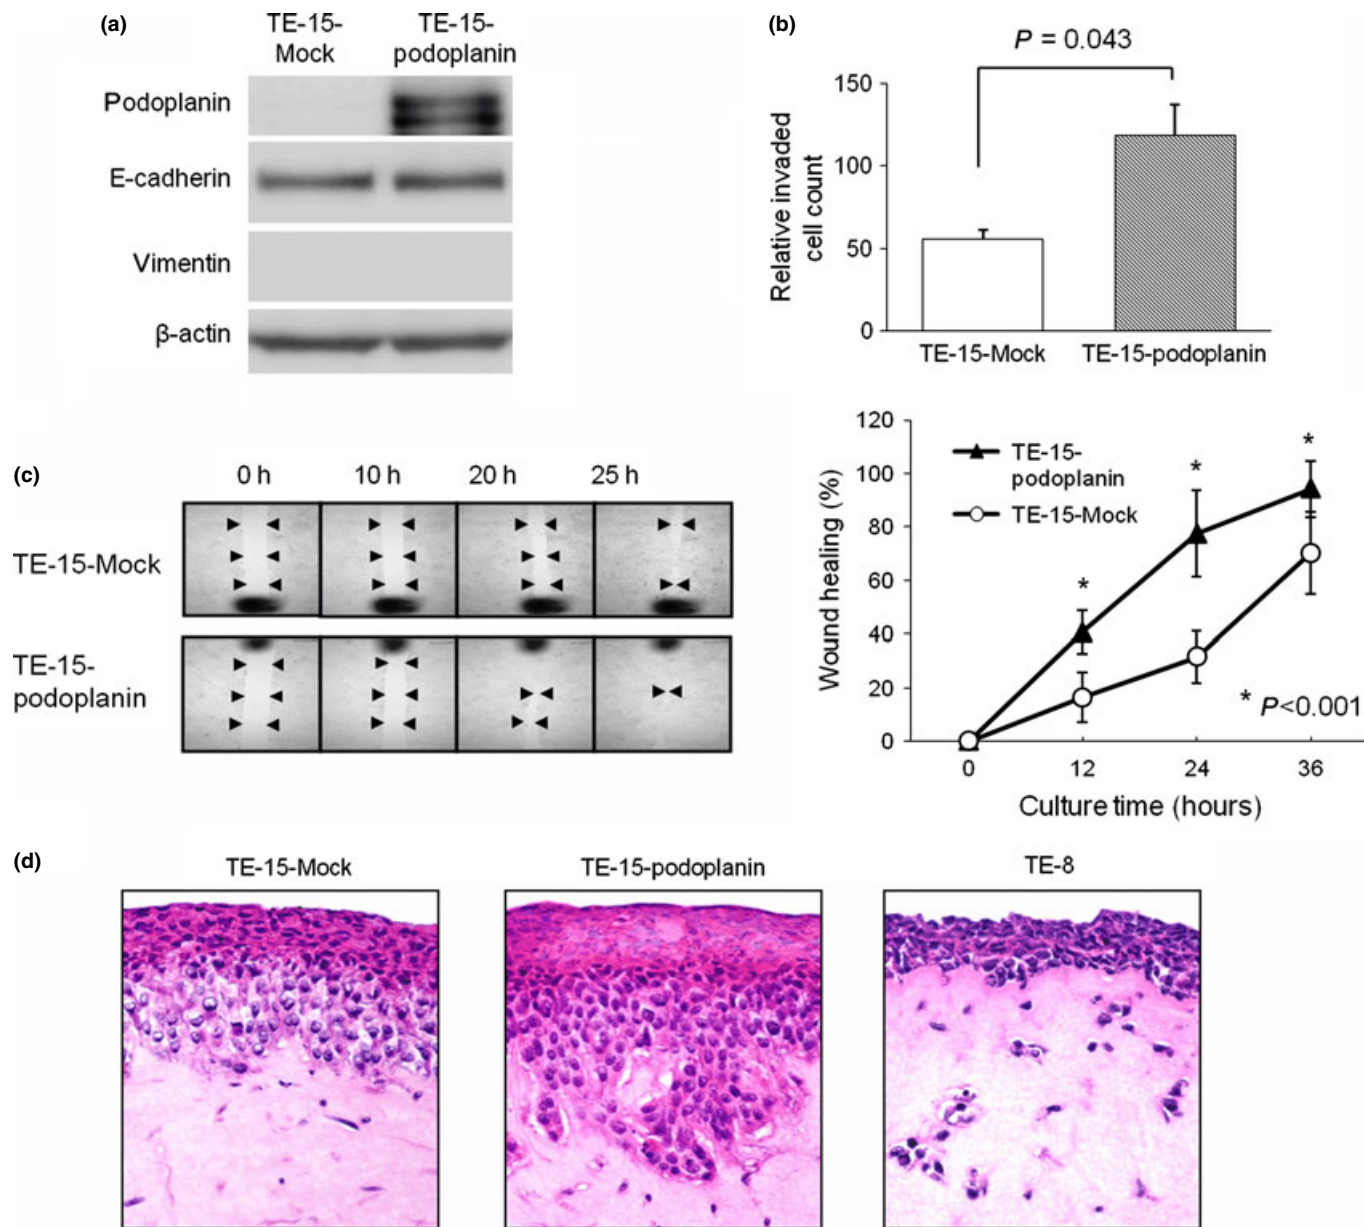 (a)
TE-15-
Mock
TE-15-
podoplanin
Podoplanin
E-cadherin
Vimentin
β-actin
(b)
P = 0.043
Relative invaded
cell count
150
100
50
0
TE-15-Mock
TE-15-podoplanin
(c)
0 h
10 h
20 h
25 h
TE-15-Mock
TE-15-
podoplanin
Wound healing (%)
120
100
80
60
40
20
0
TE-15-
podoplanin
TE-15-Mock
*
*
*
* P<0.001
0
12
24
36
Culture time (hours)
(d)
TE-15-Mock
TE-15-podoplanin
TE-8